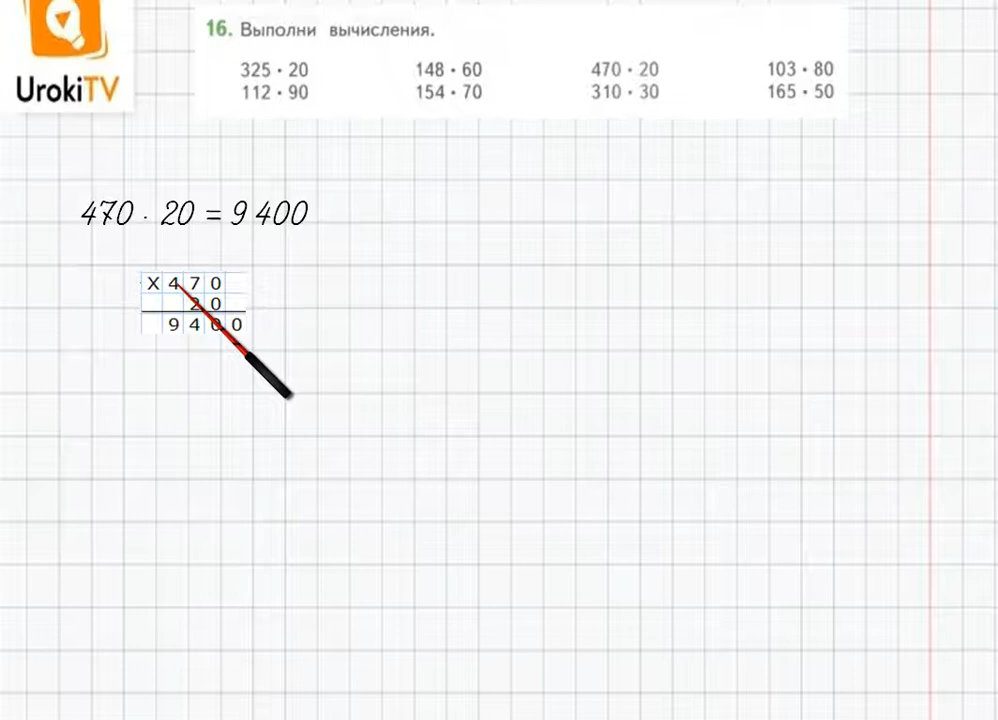 UrokiTV
16. Выполни вычисления.
325 · 20 148 · 60 470 · 20 103 · 80
112 · 90 154 · 70 310 · 30 165 · 50
470 · 20 = 9 400
X 4 7 0
2 0
9 4 0 0